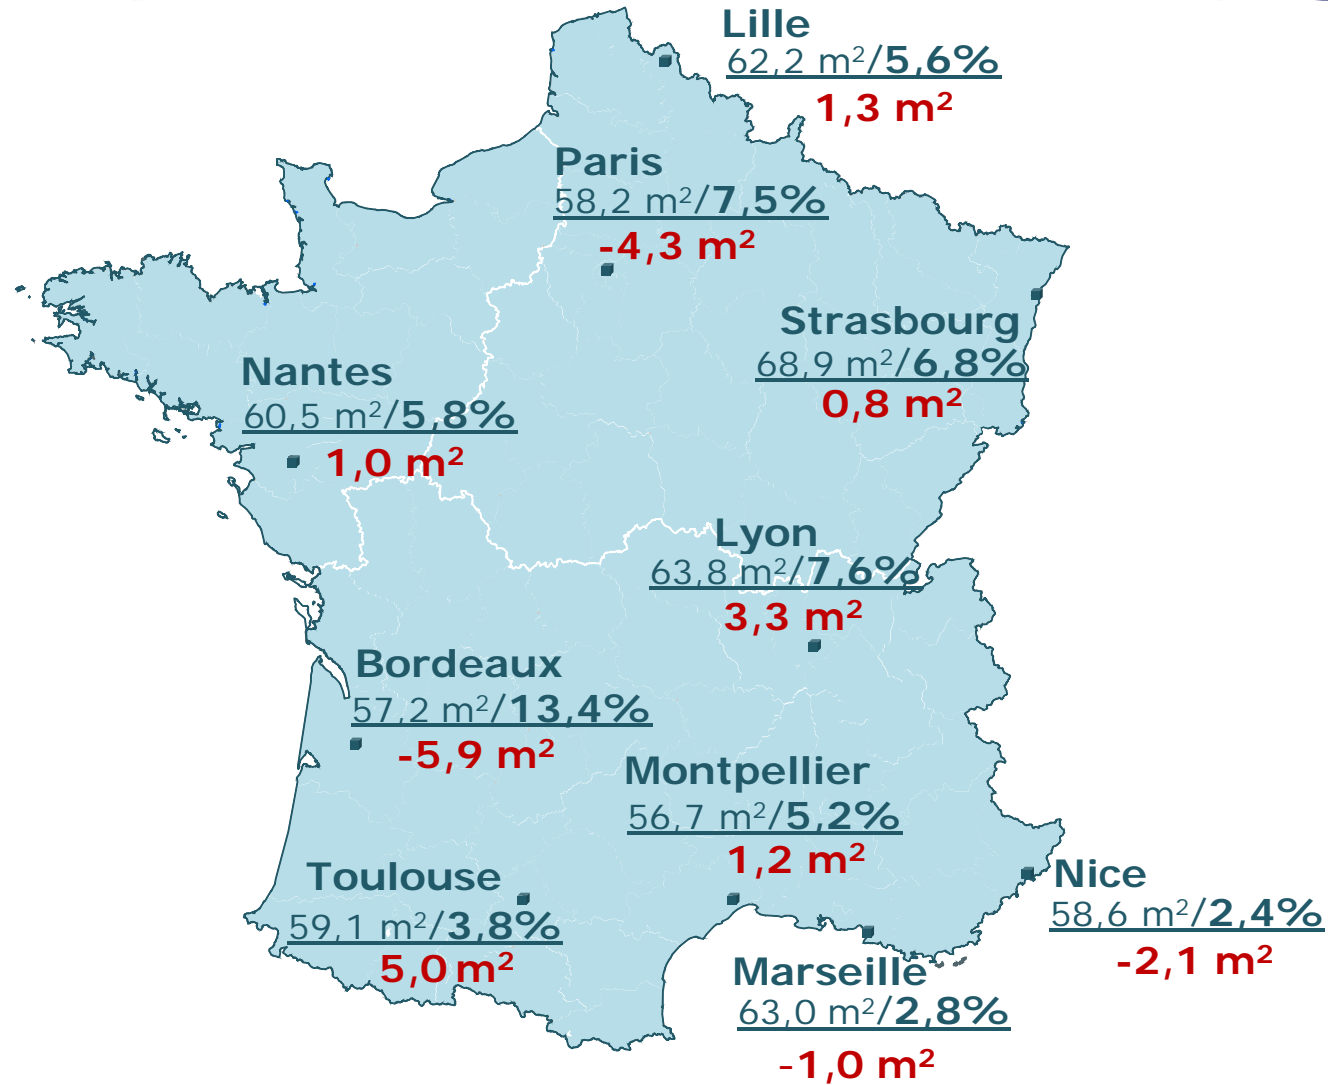 Lille
62,2 m²/5,6%
1,3 m²
Paris
58,2 m²/7,5%
-4,3 m²
Strasbourg
68,9 m²/6,8%
0,8 m²
Nantes
60,5 m²/5,8%
1,0 m²
Lyon
63,8 m²/7,6%
3,3 m²
Bordeaux
57,2 m²/13,4%
-5,9 m²
Montpellier
56,7 m²/5,2%
1,2 m²
Toulouse
59,1 m²/3,8%
5,0 m²
Nice
58,6 m²/2,4%
-2,1 m²
Marseille
63,0 m²/2,8%
-1,0 m²